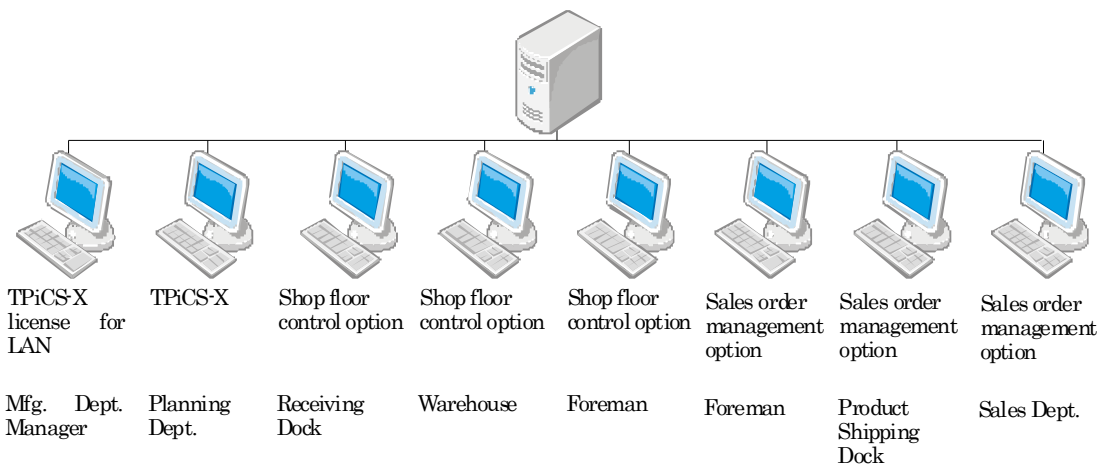 TPiCS-X
license for
LAN
TPiCS-X
Shop floor
control option
Shop floor
control option
Shop floor
control option
Sales order
management
option
Sales order
management
option
Sales order
management
option
Mfg. Dept.
Manager
Planning
Dept.
Receiving
Dock
Warehouse
Foreman
Foreman
Product
Shipping
Dock
Sales Dept.